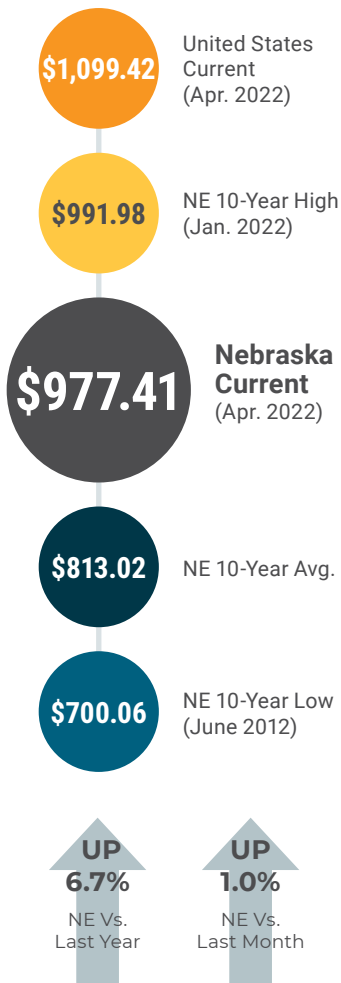 $1,099.42
United States
Current
(Apr. 2022)
$991.98
NE 10-Year High
(Jan. 2022)
$977.41
Nebraska
Current
(Apr. 2022)
$813.02
NE 10-Year Avg.
$700.06
NE 10-Year Low
(June 2012)
UP
6.7%
NE Vs.
Last Year
UP
1.0%
NE Vs.
Last Month